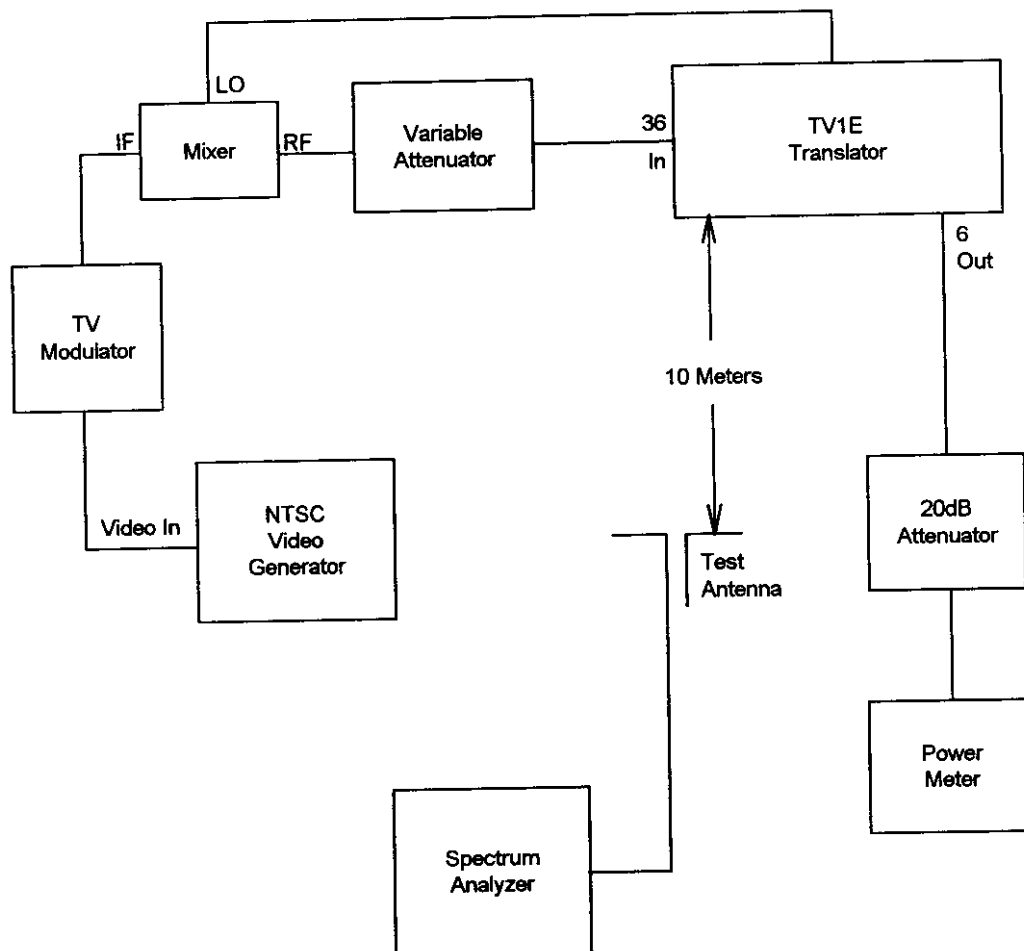 LO
IF
Mixer
RF
Variable
Attenuator
36
In
TV1E
Translator
6
Out
TV
Modulator
10 Meters
Video In
NTSC
Video
Generator
Test
Antenna
20dB
Attenuator
Power
Meter
Spectrum
Analyzer